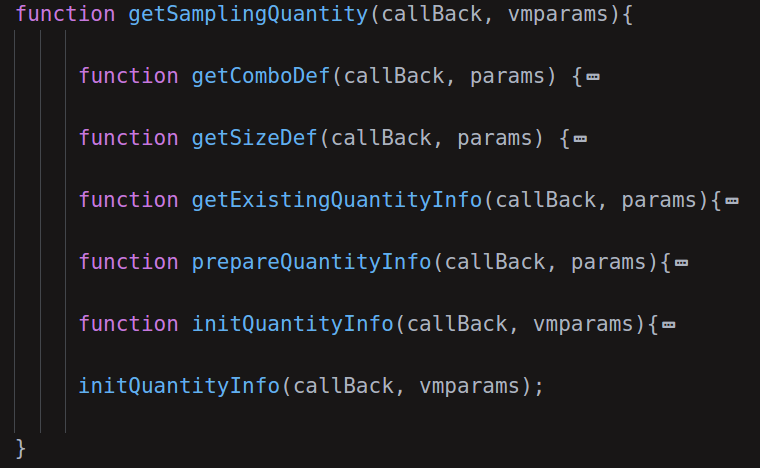 function getSamplingQuantity(callBack, vmparams){
function getComboDef(callBack, params) {…
function getSizeDef(callBack, params) {…
function getExistingQuantityInfo(callBack, params){…
function prepareQuantityInfo(callBack, params){…
function initQuantityInfo(callBack, vmparams){…
initQuantityInfo(callBack, vmparams);
}